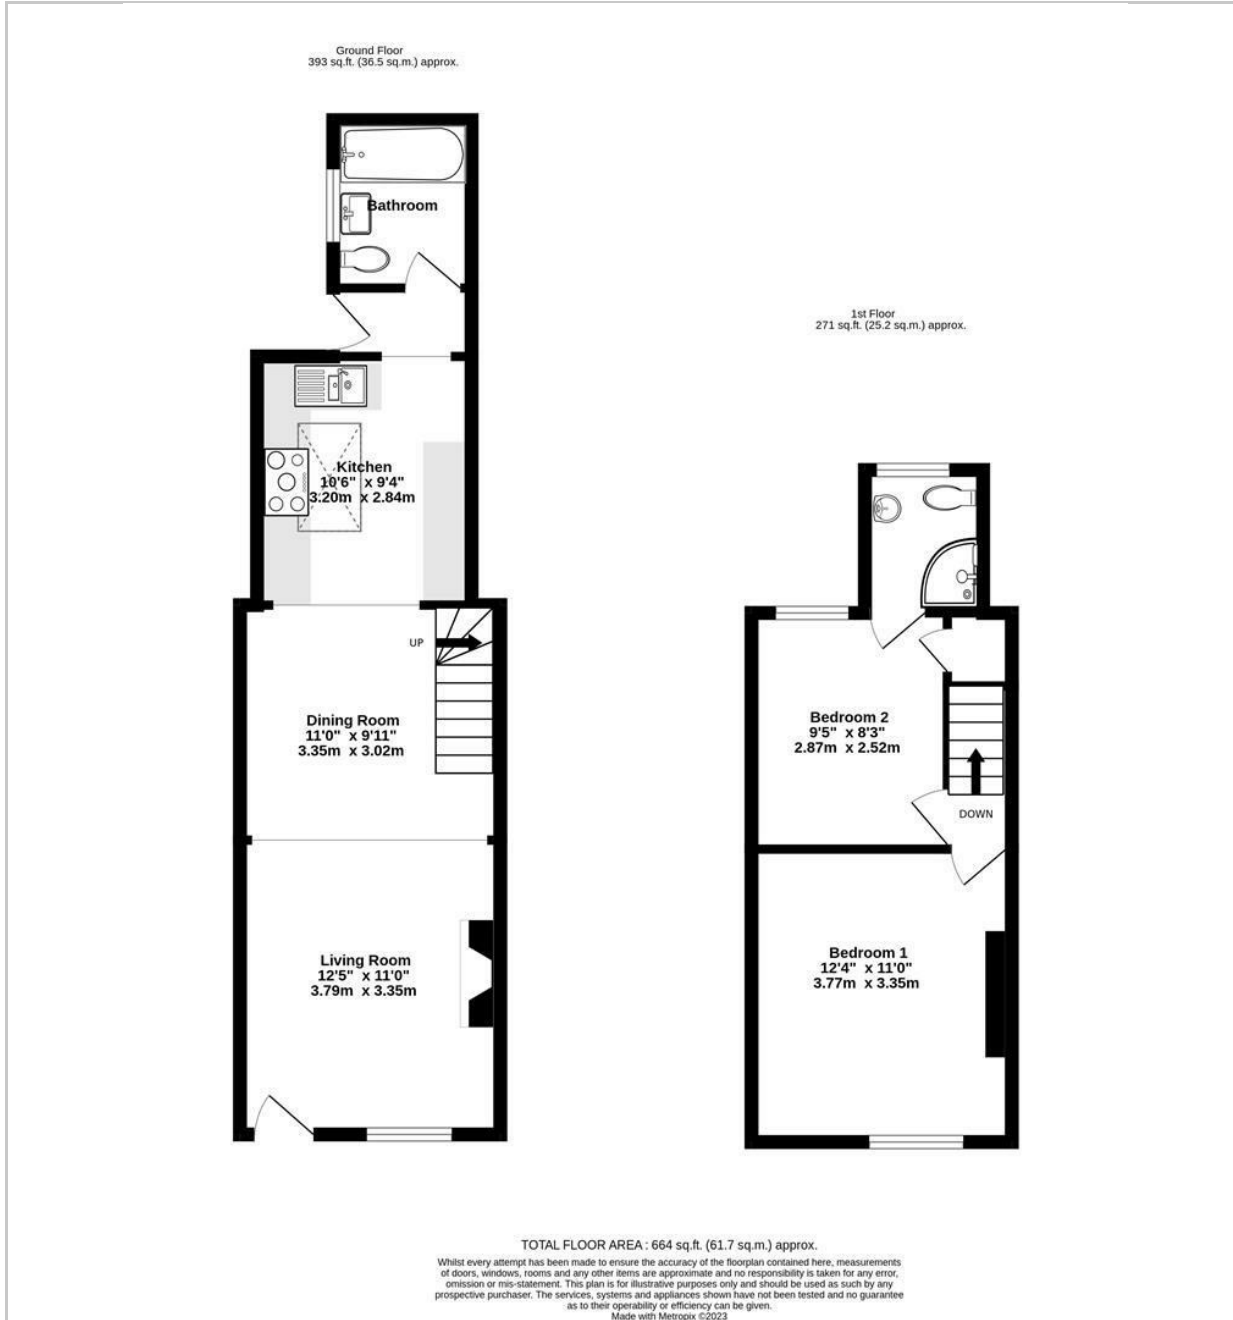 Ground Floor
393 sq.ft. (36.5 sq.m.) approx.
Bathroom
1st Floor
271 sq.ft. (25.2 sq.m.) approx.
Kitchen
10'6" x 9'4"
3.20m x 2.84m
UP
Dining Room
11'0" x 9'11"
3.35m x 3.02m
Bedroom 2
9'5" x 8'3"
2.87m x 2.52m
DOWN
Living Room
12'5" x 11'0"
3.79m x 3.35m
Bedroom 1
12'4" x 11'0"
3.77m x 3.35m
TOTAL FLOOR AREA : 664 sq.ft. (61.7 sq.m.) approx.
Whilst every attempt has been made to ensure the accuracy of the floorplan contained here, measurements
of doors, windows, rooms and any other items are approximate and no responsibility is taken for any error,
omission or mis-statement. This plan is for illustrative purposes only and should be used as such by any
prospective purchaser. The services, systems and appliances shown have not been tested and no guarantee
as to their operability or efficiency can be given.
Made with Metropix ©2023